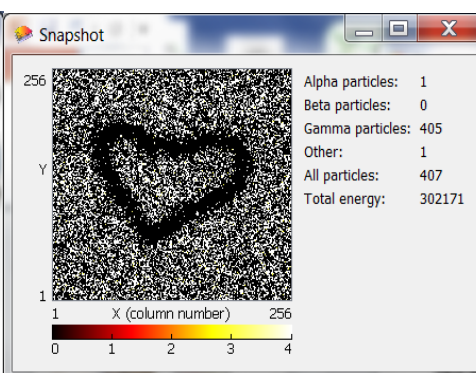 Snapshot
X
256
Y
1
1 X (column number) 256
0 1 2 3 4
Alpha particles: 1
Beta particles: 0
Gamma particles: 405
Other: 1
All particles: 407
Total energy: 302171